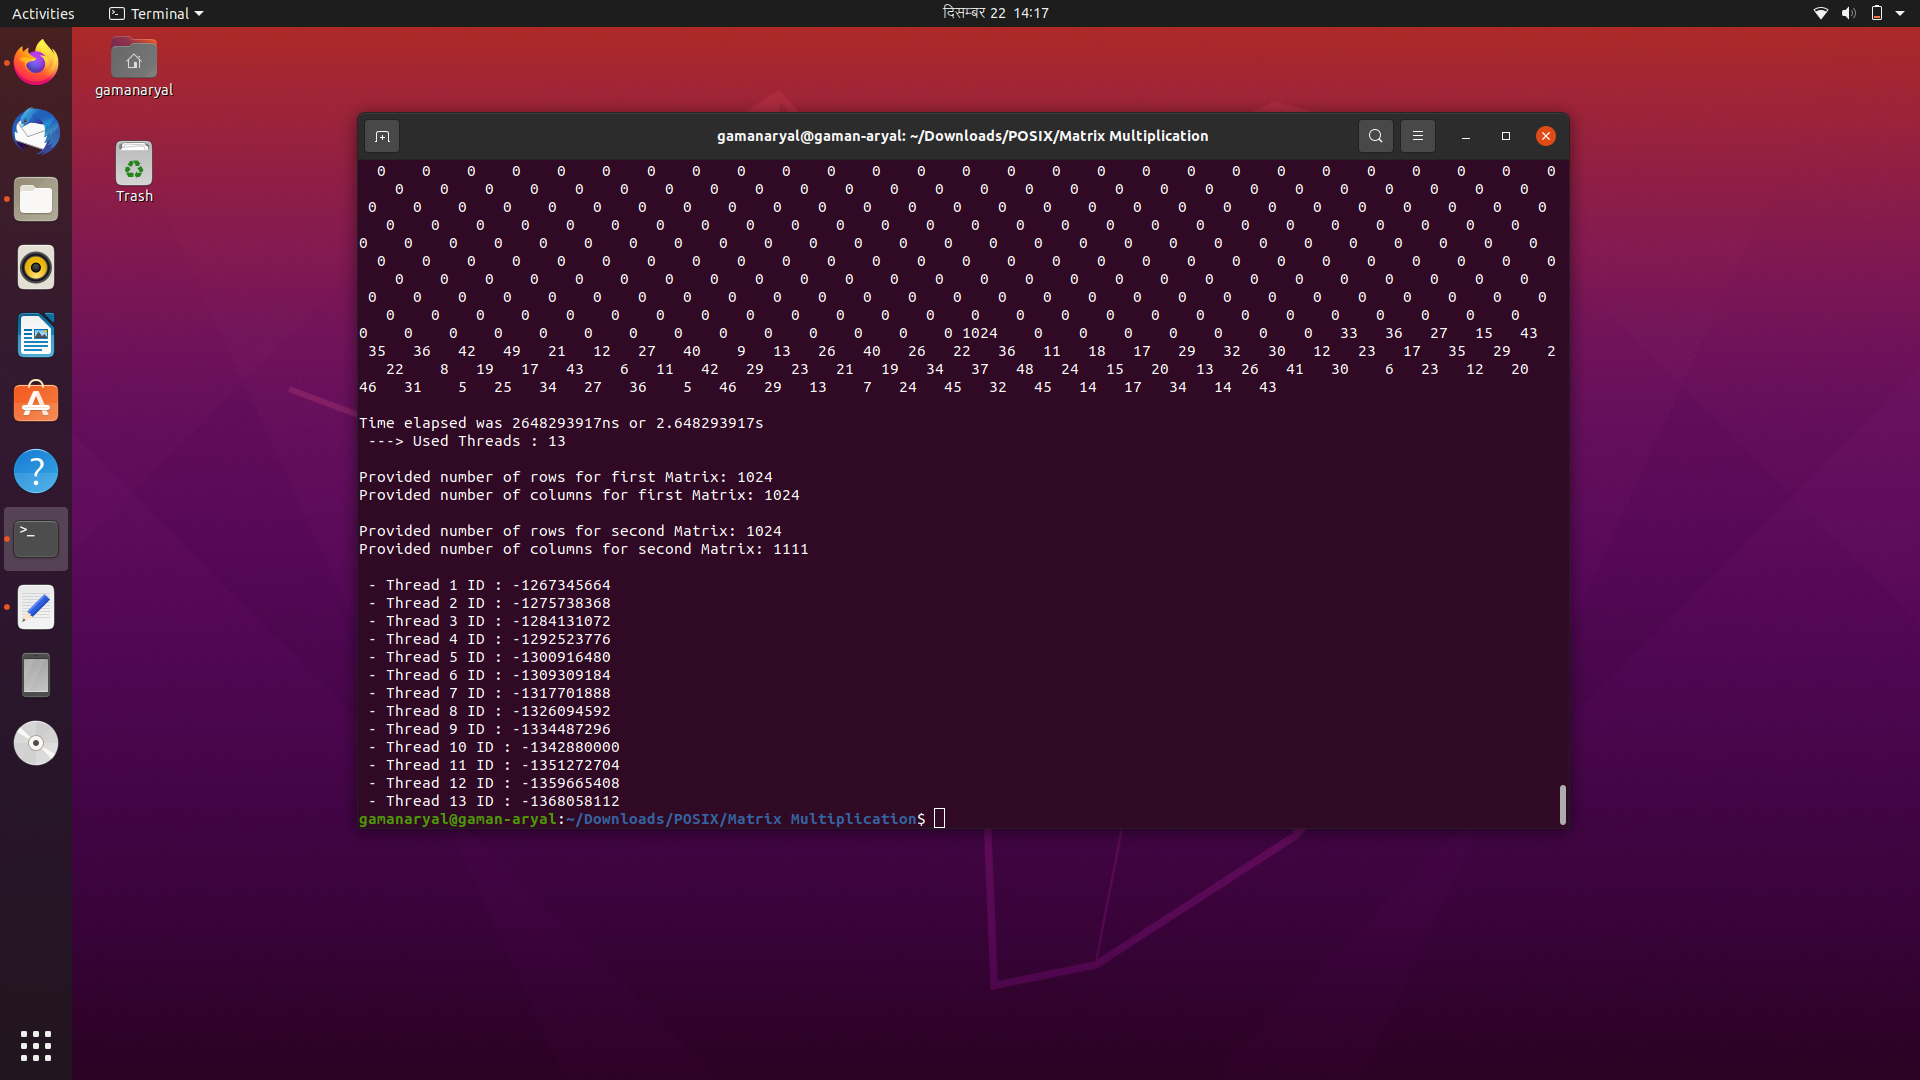 Activities
Terminal
दिसम्बर 22 14:17
gamanaryal
Trash
gamanaryal@gaman-aryal: ~/Downloads/POSIX/Matrix Multiplication
0 0 0 0 0 0 0 0 0 0 0 0 0 0 0 0 0 0 0 0 0 0 0 0 0 0 0
0 0 0 0 0 0 0 0 0 0 0 0 0 0 0 0 0 0 0 0 0 0 0 0 0 0
0 0 0 0 0 0 0 0 0 0 0 0 0 0 0 0 0 0 0 0 0 0 0 0 0 0 0
0 0 0 0 0 0 0 0 0 0 0 0 0 0 0 0 0 0 0 0 0 0 0 0 0 0
0 0 0 0 0 0 0 0 0 0 0 0 0 0 0 0 0 0 0 0 0 0 0 0 0 0 0
0 0 0 0 0 0 0 0 0 0 0 0 0 0 0 0 0 0 0 0 0 0 0 0 0 0 0
0 0 0 0 0 0 0 0 0 0 0 0 0 0 0 0 0 0 0 0 0 0 0 0 0 0
0 0 0 0 0 0 0 0 0 0 0 0 0 0 0 0 0 0 0 0 0 0 0 0 0 0 0
0 0 0 0 0 0 0 0 0 0 0 0 0 0 0 0 0 0 0 0 0 0 0 0 0 0
0 0 0 0 0 0 0 0 0 0 0 0 0 0 1024 0 0 0 0 0 0 0 33 36 27 15 43
35 36 42 49 21 12 27 40 9 13 26 40 26 22 36 11 18 17 29 32 30 12 23 17 35 29 2
22 8 19 17 43 6 11 42 29 23 21 19 34 37 48 24 15 20 13 26 41 30 6 23 12 20
46 31 5 25 34 27 36 5 46 29 13 7 24 45 32 45 14 17 34 14 43
Time elapsed was 2648293917ns or 2.648293917s
---> Used Threads : 13
Provided number of rows for first Matrix: 1024
Provided number of columns for first Matrix: 1024
Provided number of rows for second Matrix: 1024
Provided number of columns for second Matrix: 1111
- Thread 1 ID : -1267345664
- Thread 2 ID : -1275738368
- Thread 3 ID : -1284131072
- Thread 4 ID : -1292523776
- Thread 5 ID : -1300916480
- Thread 6 ID : -1309309184
- Thread 7 ID : -1317701888
- Thread 8 ID : -1326094592
- Thread 9 ID : -1334487296
- Thread 10 ID : -1342880000
- Thread 11 ID : -1351272704
- Thread 12 ID : -1359665408
- Thread 13 ID : -1368058112
gamanaryal@gaman-aryal:~/Downloads/POSIX/Matrix Multiplication$